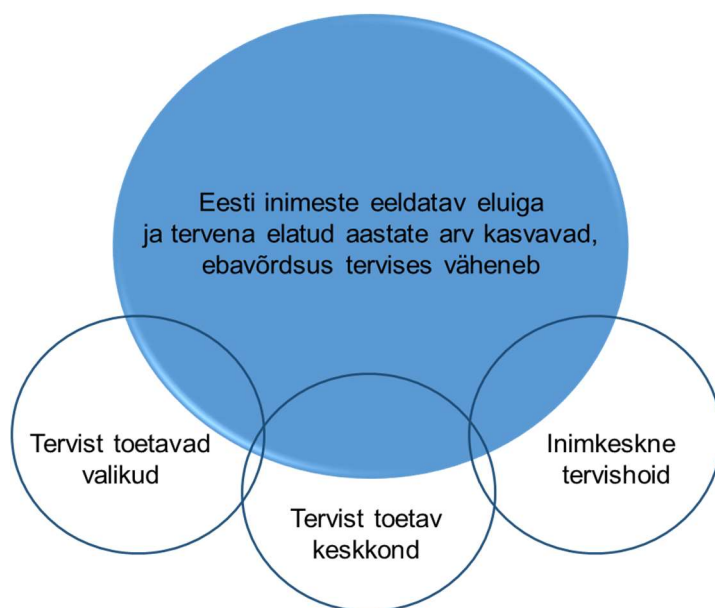 Eesti inimeste eeldatav eluiga
ja tervena elatud aastate arv kasvavad,
ebavõrdsus tervises väheneb
Tervist toetavad
valikud
Tervist toetav
keskkond
Inimkeskne
tervishoid